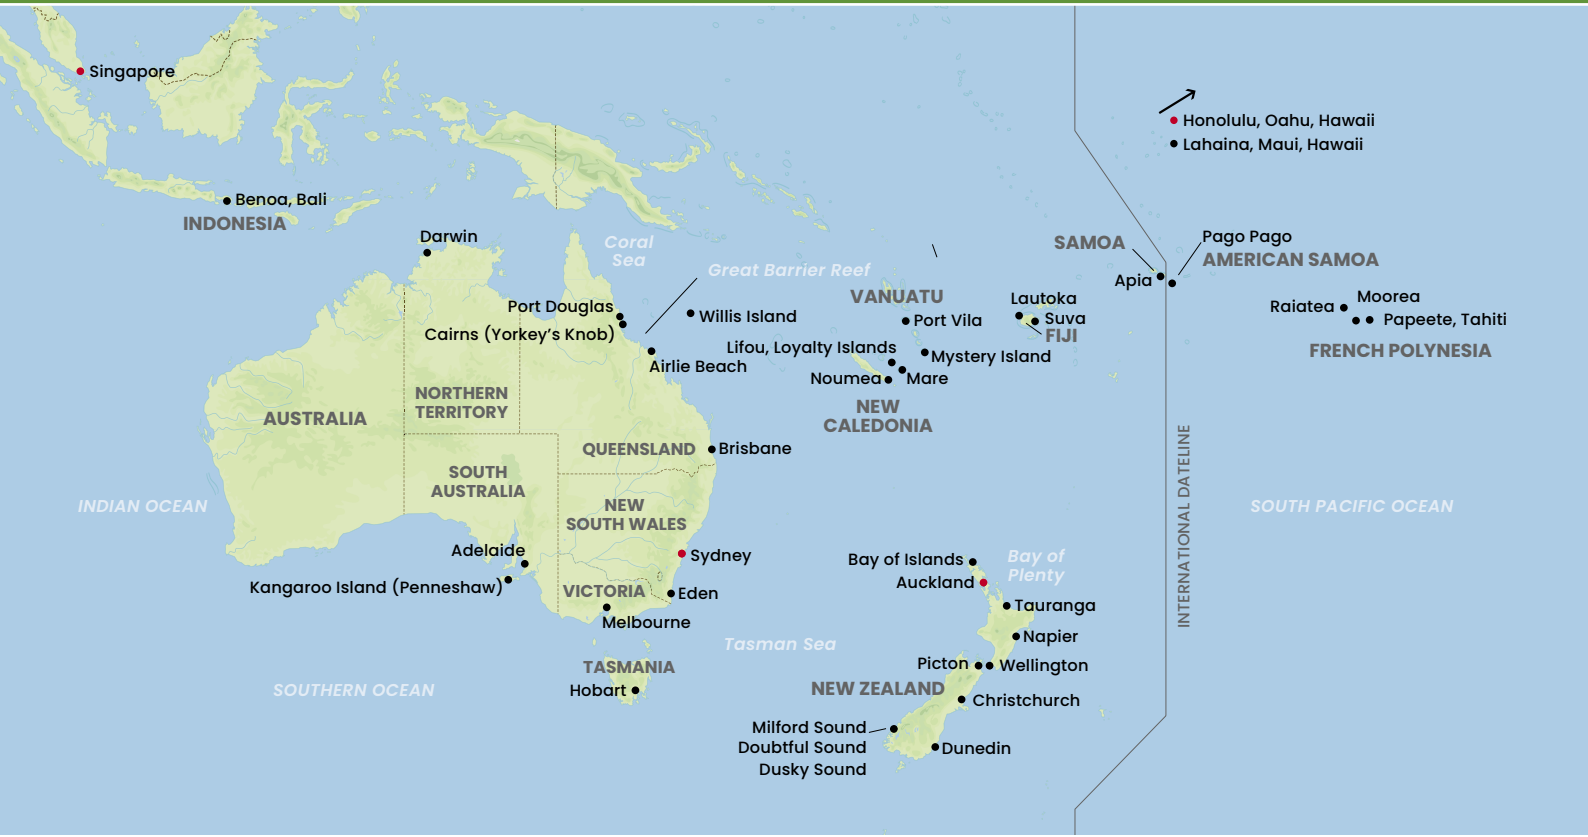 Singapore
Honolulu, Oahu, Hawaii
Lahaina, Maui, Hawaii
Benoa, Bali
INDONESIA
Darwin
Coral
Sea
Great Barrier Reef
SAMOA
Pago Pago
AMERICAN SAMOA
Apia
Port Douglas
Cairns (Yorkey’s Knob)
Willis Island
Airlie Beach
VANUATU
Port Vila
Lautoka
Suva
FIJI
Raiatea
Moorea
Papeete, Tahiti
FRENCH POLYNESIA
Lifou, Loyalty Islands
Mystery Island
Noumea
Mare
NEW
CALEDONIA
NORTHERN
TERRITORY
AUSTRALIA
QUEENSLAND
Brisbane
SOUTH
AUSTRALIA
INDIAN OCEAN
NEW
SOUTH WALES
INTERNATIONAL DATELINE
SOUTH PACIFIC OCEAN
Adelaide
Sydney
Kangaroo Island (Penneshaw)
VICTORIA
Eden
Melbourne
Bay of Islands
Bay of
Plenty
Auckland
Tauranga
Napier
Tasman Sea
TASMANIA
Hobart
SOUTHERN OCEAN
Picton
Wellington
NEW ZEALAND
Christchurch
Milford Sound
Doubtful Sound
Dusky Sound
Dunedin